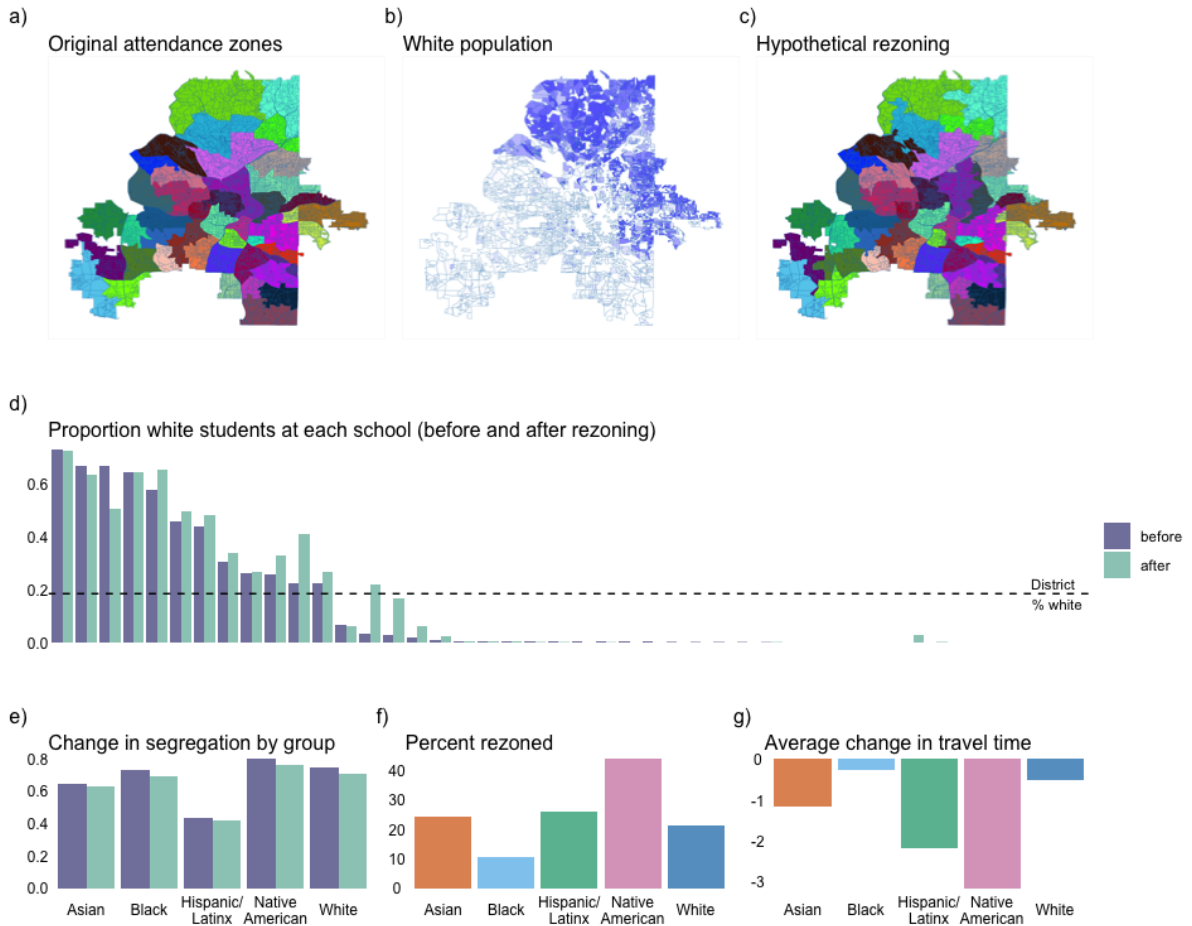 a)
Original attendance zones
b)
White population
c)
Hypothetical rezoning
d)
Proportion white students at each school (before and after rezoning)
0.6
0.4
0.2
0.0
District
% white
before
after
e)
Change in segregation by group
0.8
0.6
0.4
0.2
0.0
Asian
Black
Hispanic/
Latinx
Native
American
White
f)
Percent rezoned
40
30
20
10
0
Asian
Black
Hispanic/
Latinx
Native
American
White
g)
Average change in travel time
0
-1
-2
-3
Asian
Black
Hispanic/
Latinx
Native
American
White